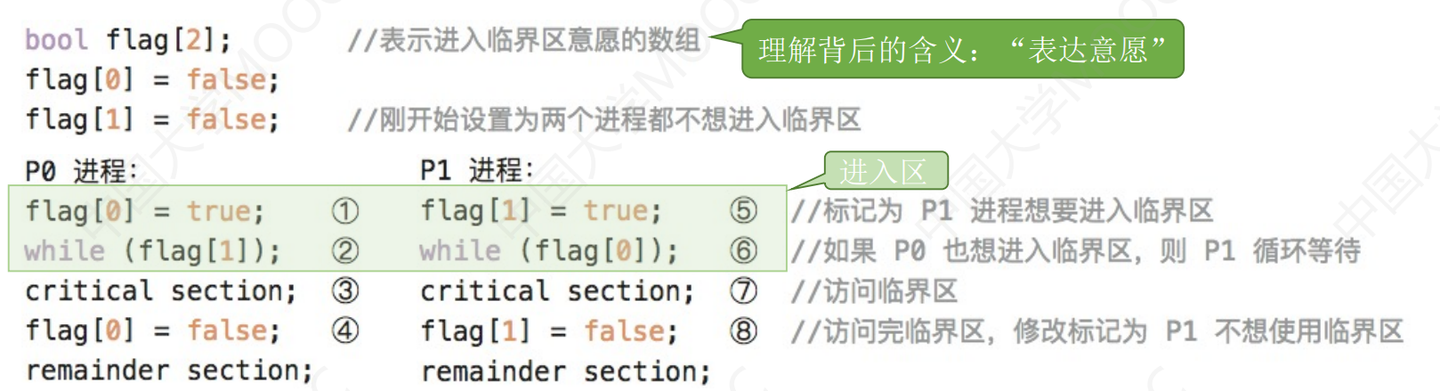 bool flag[2]; //表示进入临界区意愿的数组
理解背后的含义：“表达意愿”
flag[0] = false;
flag[1] = false; //刚开始设置为两个进程都不想进入临界区
P0 进程： P1 进程：
进入区
flag[0] = true; ① flag[1] = true; ⑤ //标记为 P1 进程想要进入临界区
while (flag[1]); ② while (flag[0]); ⑥ //如果 P0 也想进入临界区，则 P1 循环等待
critical section; ③ critical section; ⑦ //访问临界区
flag[0] = false; ④ flag[1] = false; ⑧ //访问完临界区，修改标记为 P1 不想使用临界区
remainder section; remainder section;